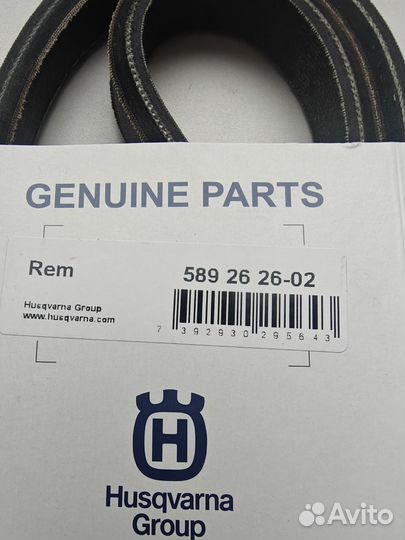 GENUINE PARTS
Rem 589 26 26-02
Husqvarna Group
www.husqvarna.com
7 392930 295643
H
Husqvarna
Group
Avito